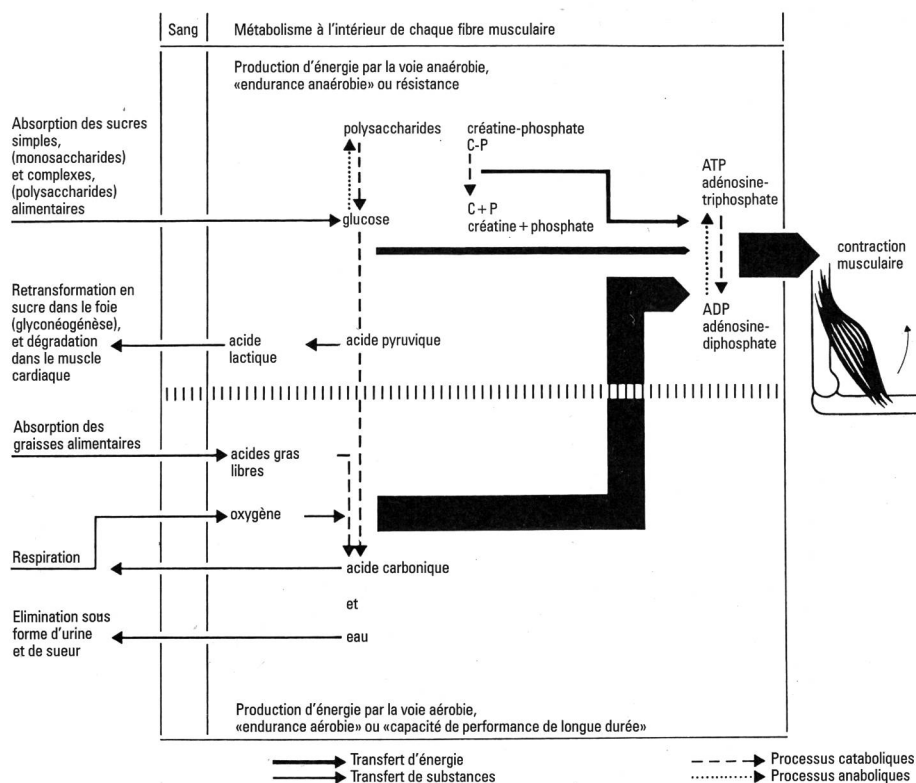 Sang
Métabolisme à l'intérieur de chaque fibre musculaire
Production d'énergie par la voie anaérobie,
«endurance anaérobie» ou résistance
Absorption des sucres
simples,
(monosaccharides)
et complexes,
(polysaccharides)
alimentaires
polysaccharides
glucose
créatine-phosphate
C-P
C + P
créatine + phosphate
ATP
adénosine-
triphosphate
ADP
adénosine-
diphosphate
contraction
musculaire
Retransformation en
sucre dans le foie
(glyconéogénèse),
et dégradation
dans le muscle
cardiaque
acide
lactique
acide pyruvique
Absorption des
graisses alimentaires
acides gras
libres
oxygène
Respiration
acide carbonique
et
eau
Elimination sous
forme d'urine
et de sueur
Production d'énergie par la voie aérobie,
«endurance aérobie» ou «capacité de performance de longue durée»
Transfert d'énergie
Transfert de substances
Processus cataboliques
Processus anaboliques